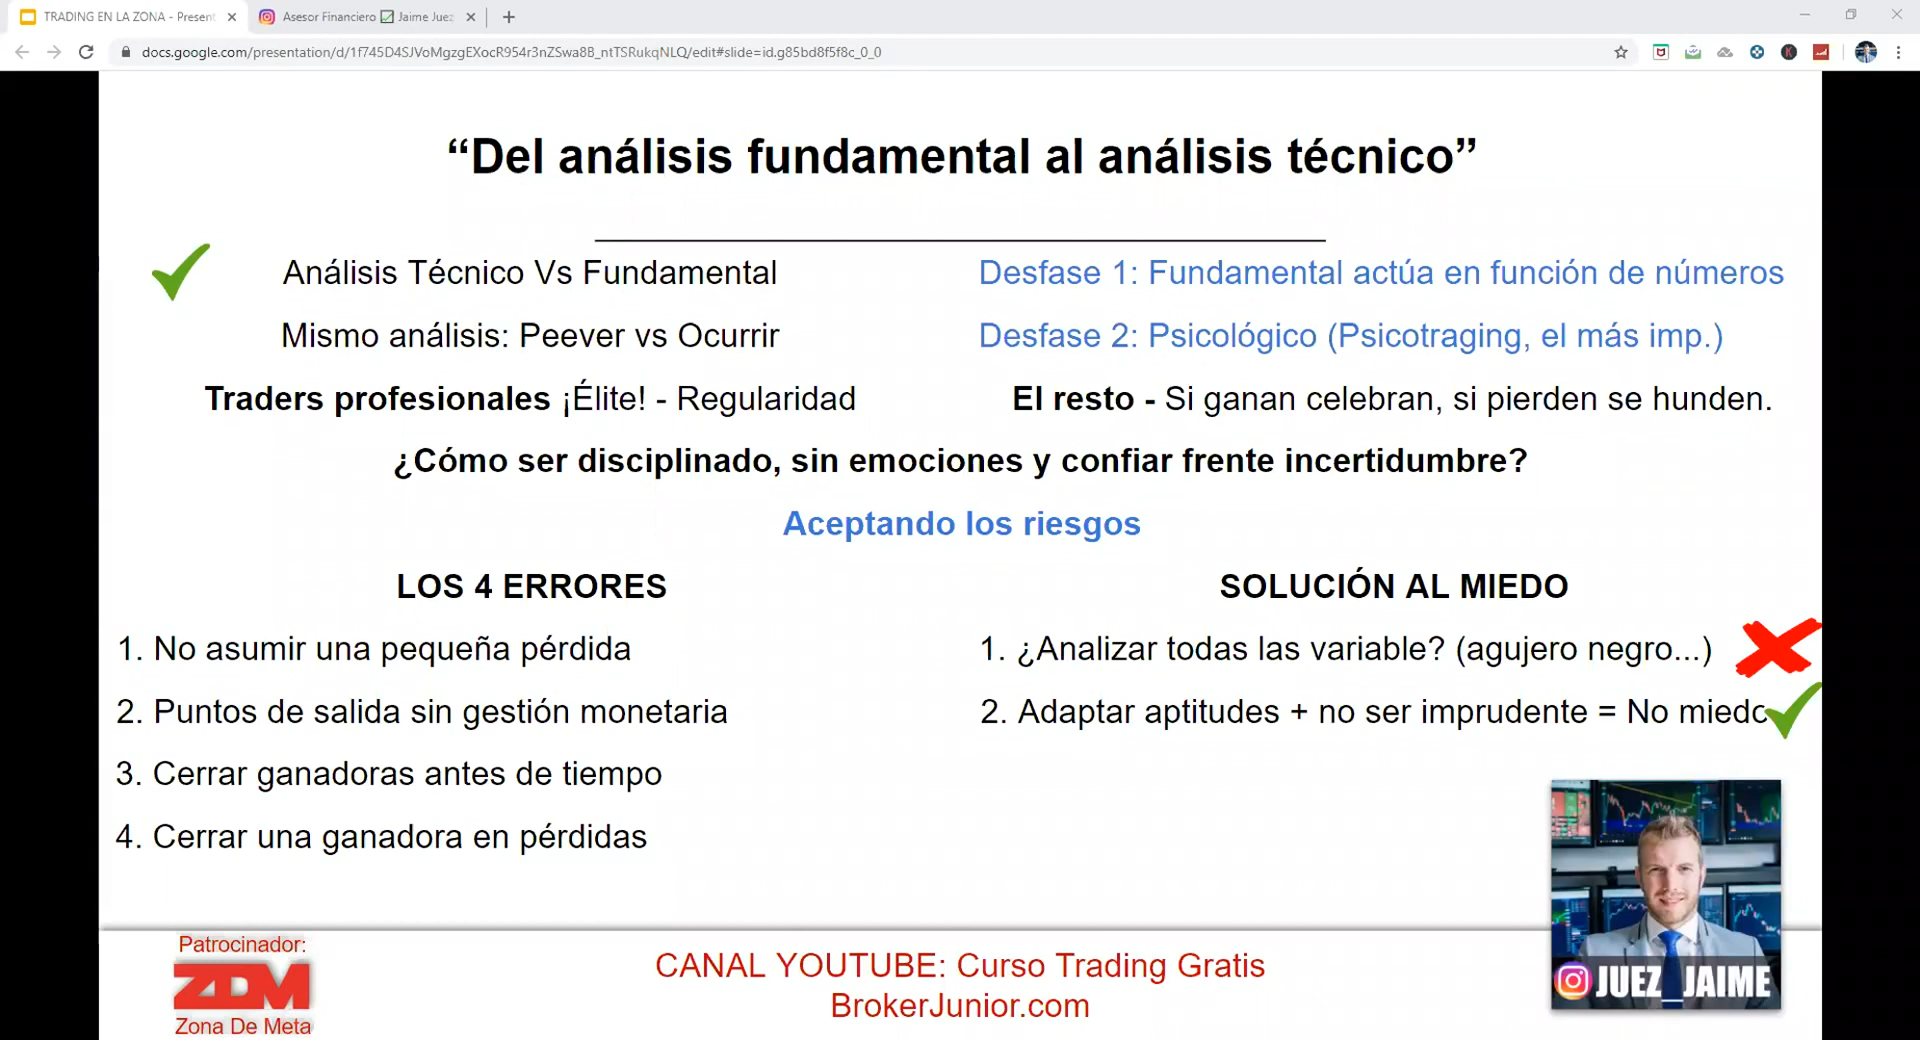 TRADING EN LA ZONA - Present
Asesor Financiero ✅ Jaime Juez
docs.google.com/presentation/d/1f745D4SJVoMgzgEXocR954r3nZSwa8B_ntTSRukqNLQ/edit#slide=id.g85bd8f5f8c_0_0
“Del análisis fundamental al análisis técnico”
Análisis Técnico Vs Fundamental
Desfase 1: Fundamental actúa en función de números
Mismo análisis: Peever vs Ocurrir
Desfase 2: Psicológico (Psicotraging, el más imp.)
Traders profesionales ¡Élite! - Regularidad
El resto - Si ganan celebran, si pierden se hunden.
¿Cómo ser disciplinado, sin emociones y confiar frente incertidumbre?
Aceptando los riesgos
LOS 4 ERRORES
1. No asumir una pequeña pérdida
2. Puntos de salida sin gestión monetaria
3. Cerrar ganadoras antes de tiempo
4. Cerrar una ganadora en pérdidas
SOLUCIÓN AL MIEDO
1. ¿Analizar todas las variable? (agujero negro...)
2. Adaptar aptitudes + no ser imprudente = No miedo
Patrocinador:
ZDM
Zona De Meta
CANAL YOUTUBE: Curso Trading Gratis
BrokerJunior.com
JUEZ_JAIME